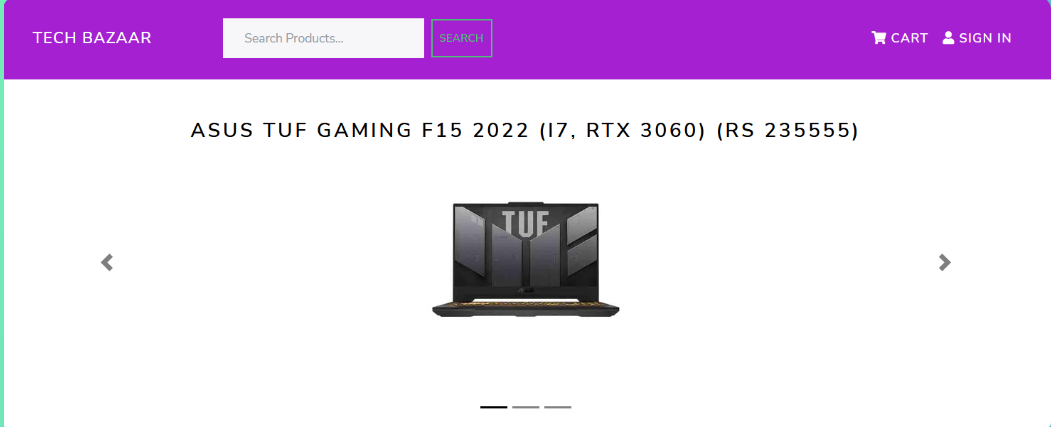 TECH BAZAAR
Search Products...
SEARCH
CART
SIGN IN
ASUS TUF GAMING F15 2022 (I7, RTX 3060) (RS 235555)
TUF